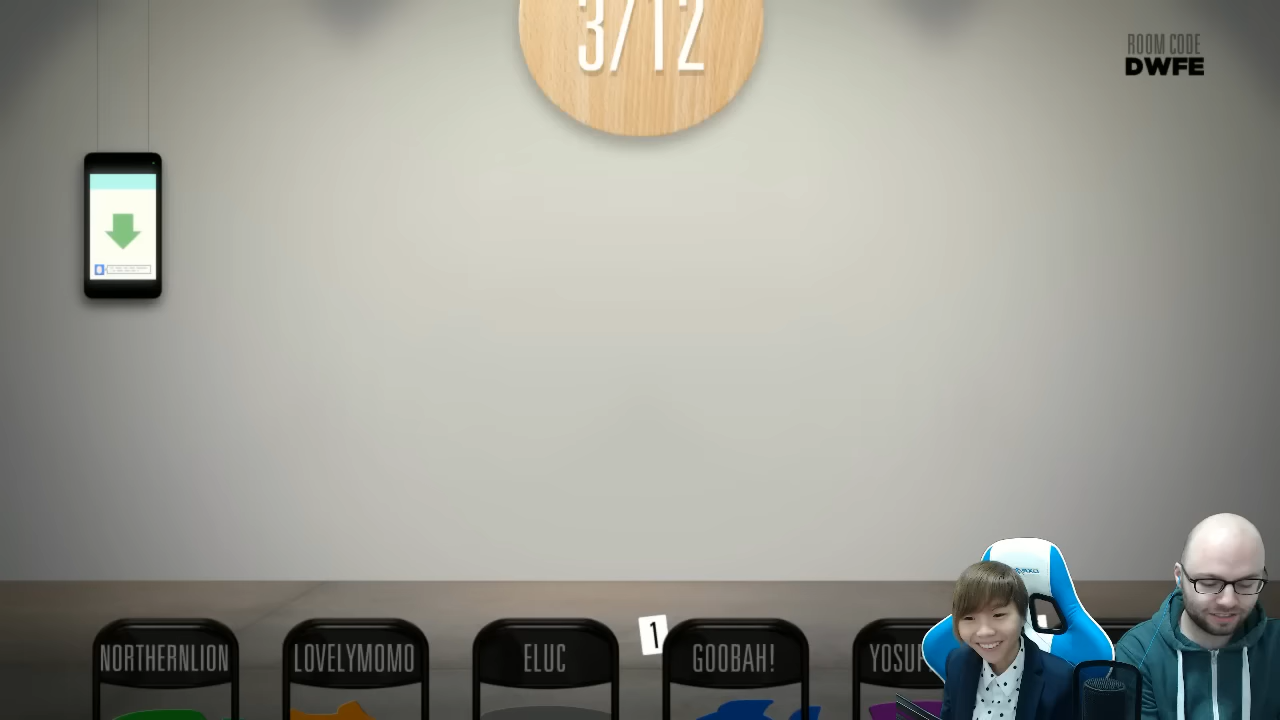 3/12
ROOM CODE
DWFE
NORTHERNLION
LOVELYMOMO
ELUC
1
GOOBAH!